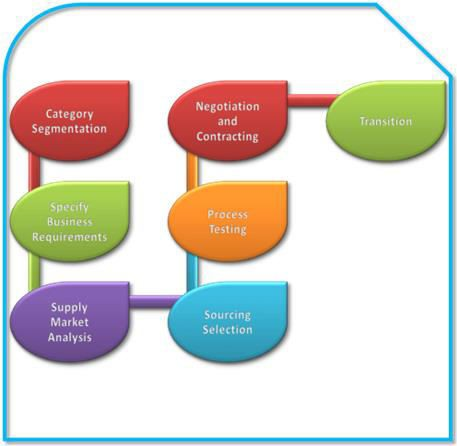 Category
Segmentation
Specify
Business
Requirements
Supply
Market
Analysis
Sourcing
Selection
Process
Testing
Negotiation
and
Contracting
Transition